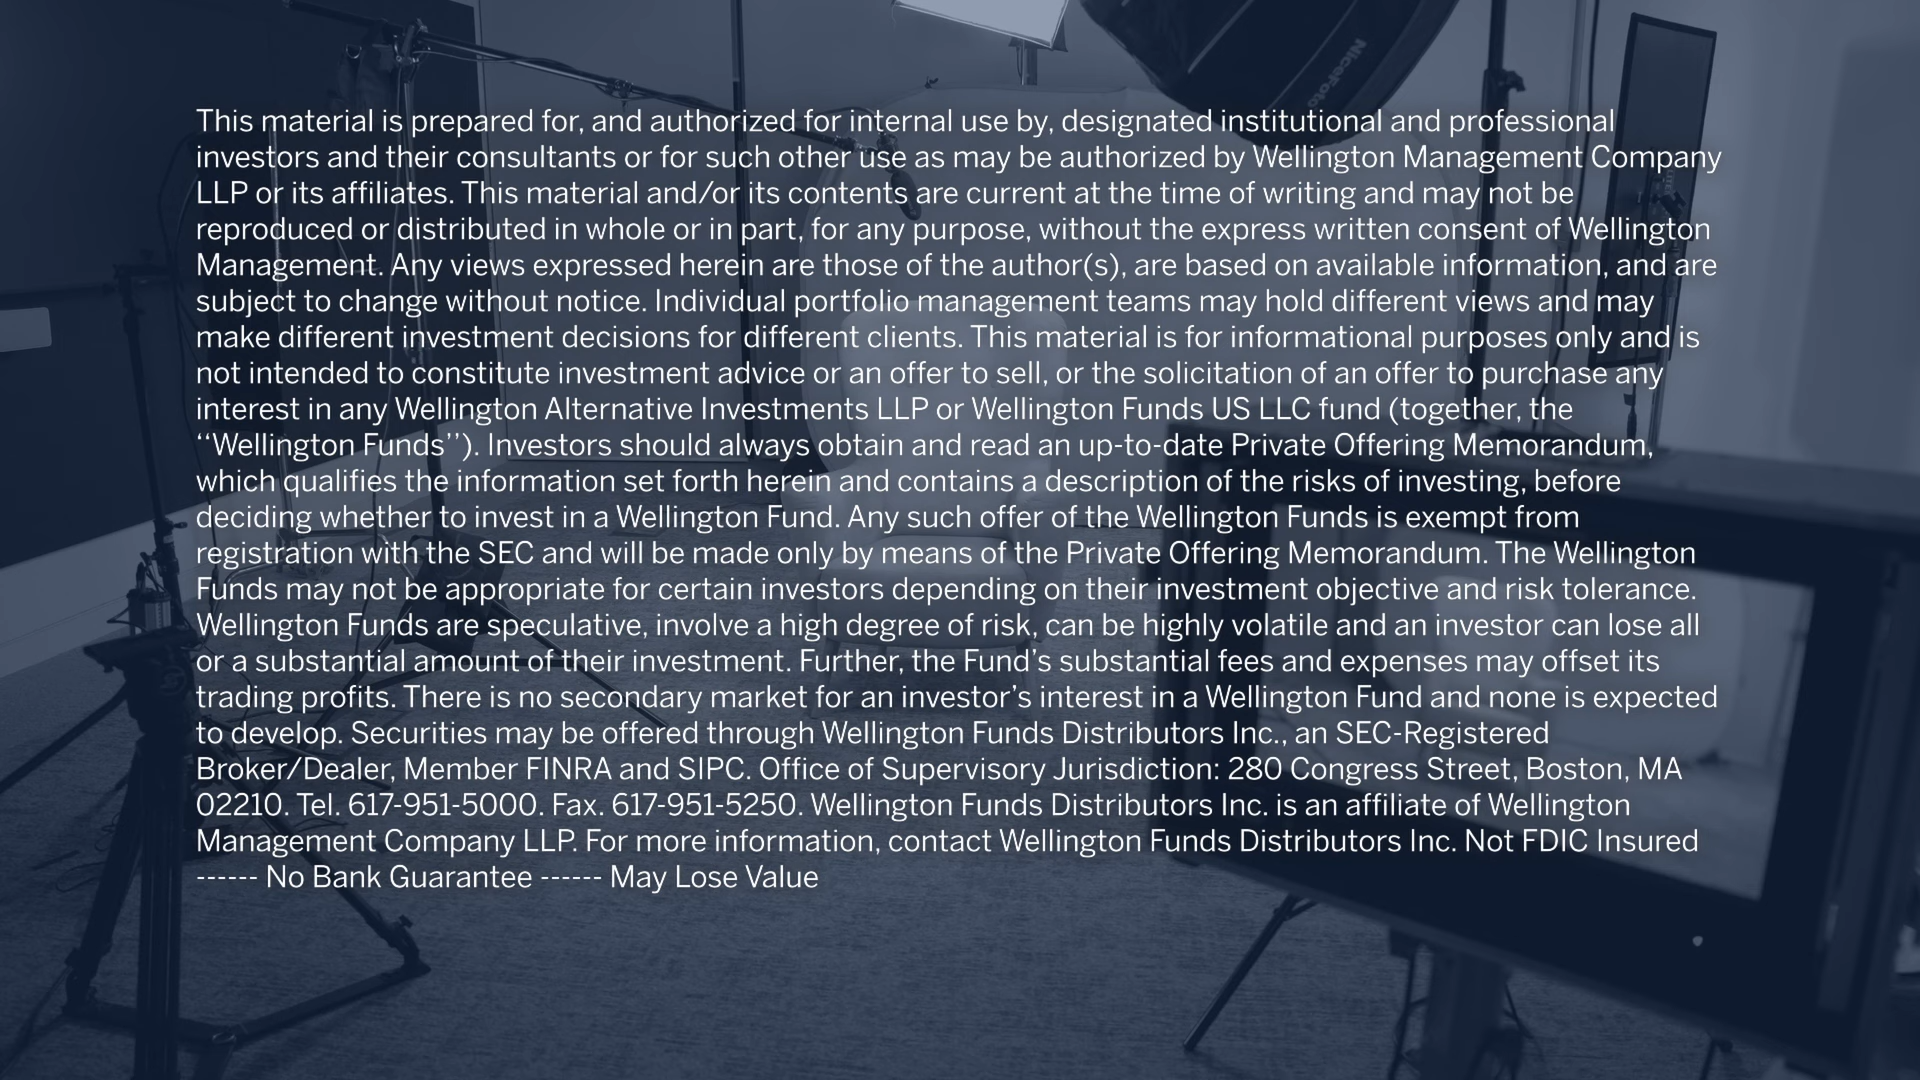 NiceFoto
This material is prepared for, and authorized for internal use by, designated institutional and professional
investors and their consultants or for such other use as may be authorized by Wellington Management Company
LLP or its affiliates. This material and/or its contents are current at the time of writing and may not be
reproduced or distributed in whole or in part, for any purpose, without the express written consent of Wellington
Management. Any views expressed herein are those of the author(s), are based on available information, and are
subject to change without notice. Individual portfolio management teams may hold different views and may
make different investment decisions for different clients. This material is for informational purposes only and is
not intended to constitute investment advice or an offer to sell, or the solicitation of an offer to purchase any
interest in any Wellington Alternative Investments LLP or Wellington Funds US LLC fund (together, the
‘‘Wellington Funds’’). Investors should always obtain and read an up-to-date Private Offering Memorandum,
which qualifies the information set forth herein and contains a description of the risks of investing, before
deciding whether to invest in a Wellington Fund. Any such offer of the Wellington Funds is exempt from
registration with the SEC and will be made only by means of the Private Offering Memorandum. The Wellington
Funds may not be appropriate for certain investors depending on their investment objective and risk tolerance.
Wellington Funds are speculative, involve a high degree of risk, can be highly volatile and an investor can lose all
or a substantial amount of their investment. Further, the Fund’s substantial fees and expenses may offset its
trading profits. There is no secondary market for an investor’s interest in a Wellington Fund and none is expected
to develop. Securities may be offered through Wellington Funds Distributors Inc., an SEC-Registered
Broker/Dealer, Member FINRA and SIPC. Office of Supervisory Jurisdiction: 280 Congress Street, Boston, MA
02210. Tel. 617-951-5000. Fax. 617-951-5250. Wellington Funds Distributors Inc. is an affiliate of Wellington
Management Company LLP. For more information, contact Wellington Funds Distributors Inc. Not FDIC Insured
------ No Bank Guarantee ------ May Lose Value